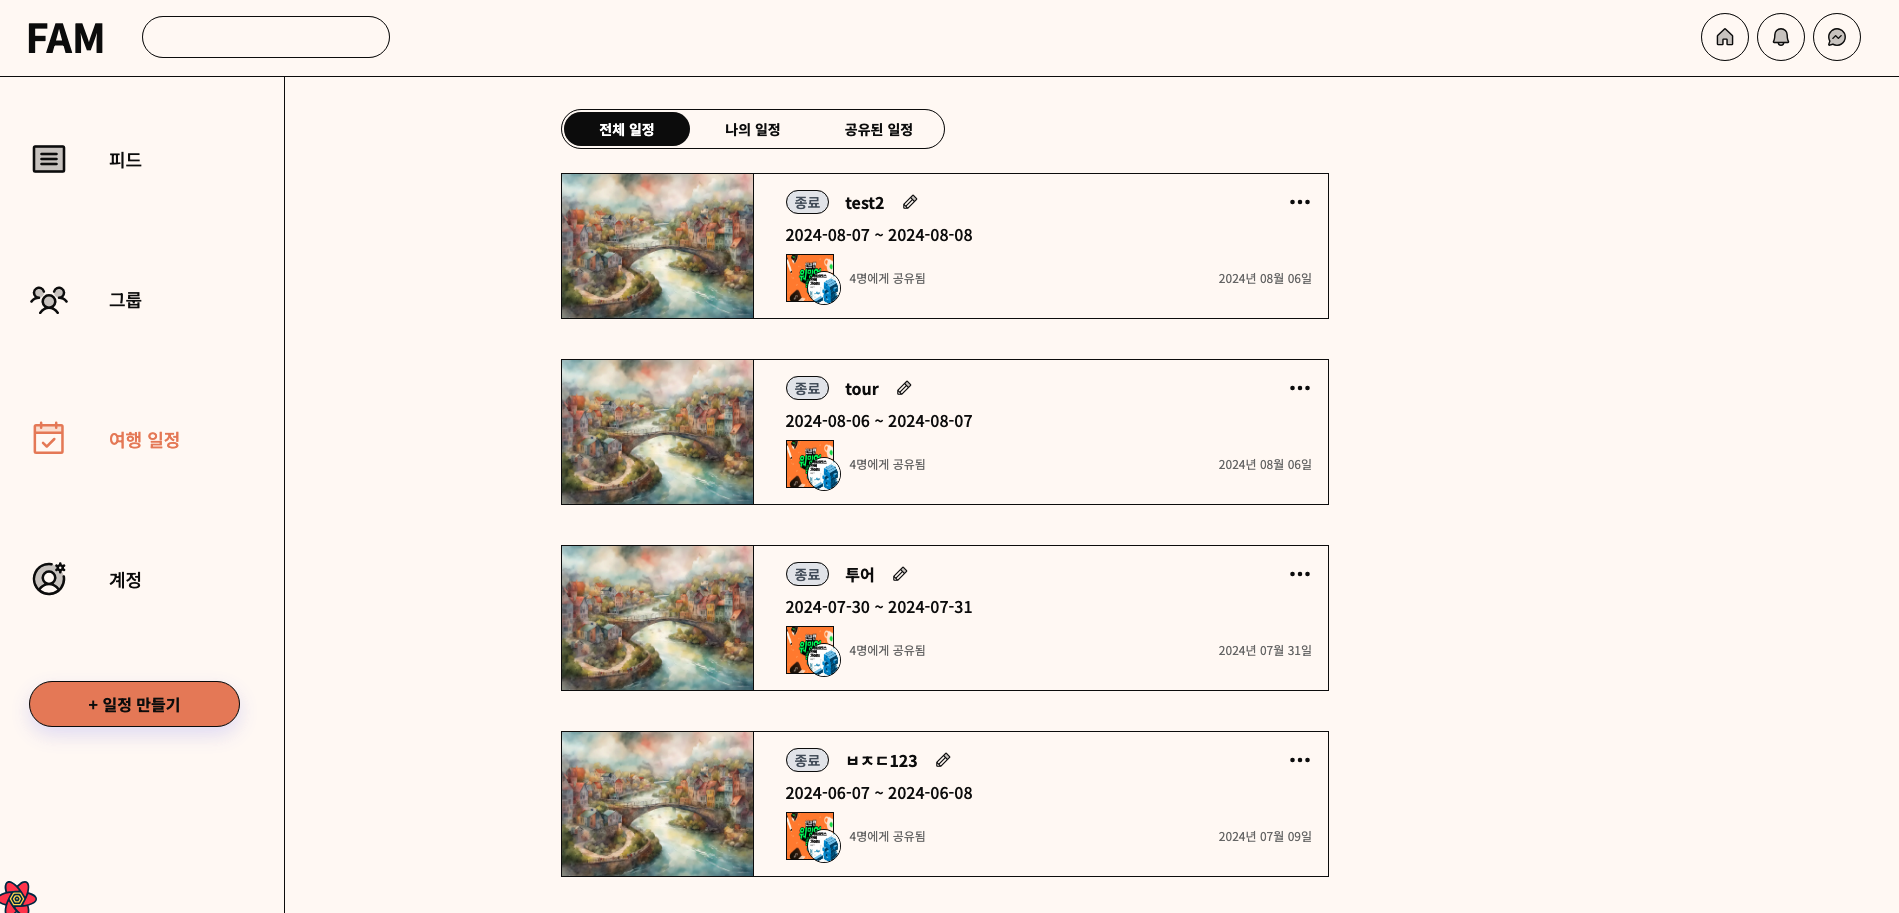 FAM
피드
그룹
여행 일정
계정
+ 일정 만들기
전체 일정
나의 일정
공유된 일정
종료 test2
2024-08-07 ~ 2024-08-08
4명에게 공유됨
2024년 08월 06일
종료 tour
2024-08-06 ~ 2024-08-07
4명에게 공유됨
2024년 08월 06일
종료 투어
2024-07-30 ~ 2024-07-31
4명에게 공유됨
2024년 07월 31일
종료 ㅂㅈㄷ123
2024-06-07 ~ 2024-06-08
4명에게 공유됨
2024년 07월 09일